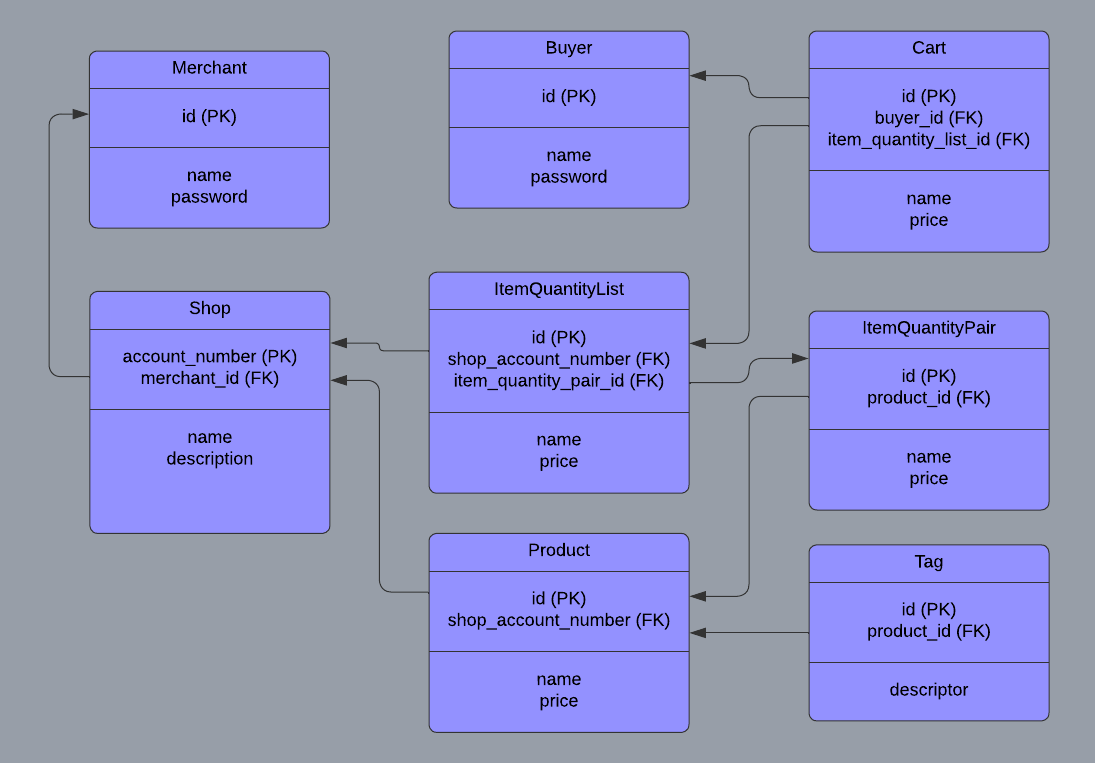 Merchant
id (PK)
name
password
Buyer
id (PK)
name
password
Cart
id (PK)
buyer_id (FK)
item_quantity_list_id (FK)
name
price
Shop
account_number (PK)
merchant_id (FK)
name
description
ItemQuantityList
id (PK)
shop_account_number (FK)
item_quantity_pair_id (FK)
name
price
ItemQuantityPair
id (PK)
product_id (FK)
name
price
Product
id (PK)
shop_account_number (FK)
name
price
Tag
id (PK)
product_id (FK)
descriptor